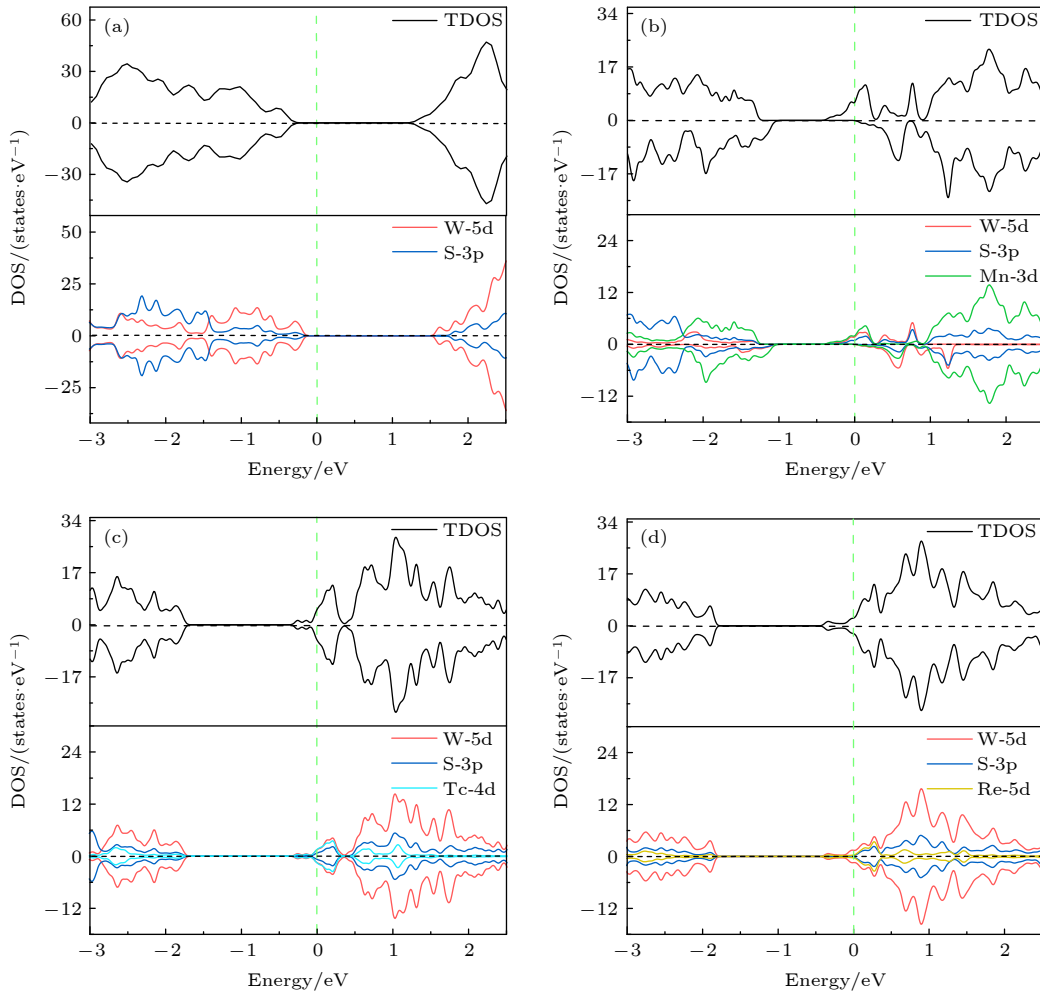 (a)
TDOS
60
30
0
−30
W-5d
S-3p
50
25
0
−25
DOS/(states·eV−1)
−3 −2 −1 0 1 2
Energy/eV
(b)
TDOS
34
17
0
−17
W-5d
S-3p
Mn-3d
24
12
0
−12
DOS/(states·eV−1)
−3 −2 −1 0 1 2
Energy/eV
(c)
TDOS
34
17
0
−17
W-5d
S-3p
Tc-4d
24
12
0
−12
DOS/(states·eV−1)
−3 −2 −1 0 1 2
Energy/eV
(d)
TDOS
34
17
0
−17
W-5d
S-3p
Re-5d
24
12
0
−12
DOS/(states·eV−1)
−3 −2 −1 0 1 2
Energy/eV